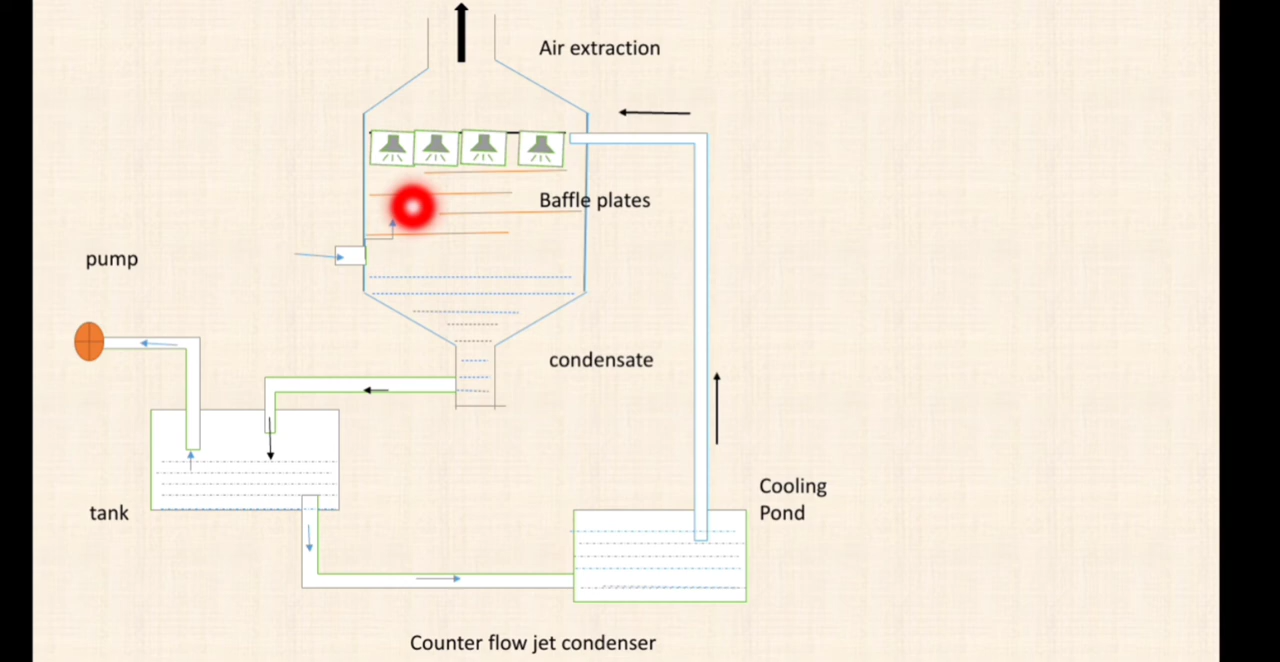 Air extraction
Baffle plates
pump
condensate
Cooling
Pond
tank
Counter flow jet condenser